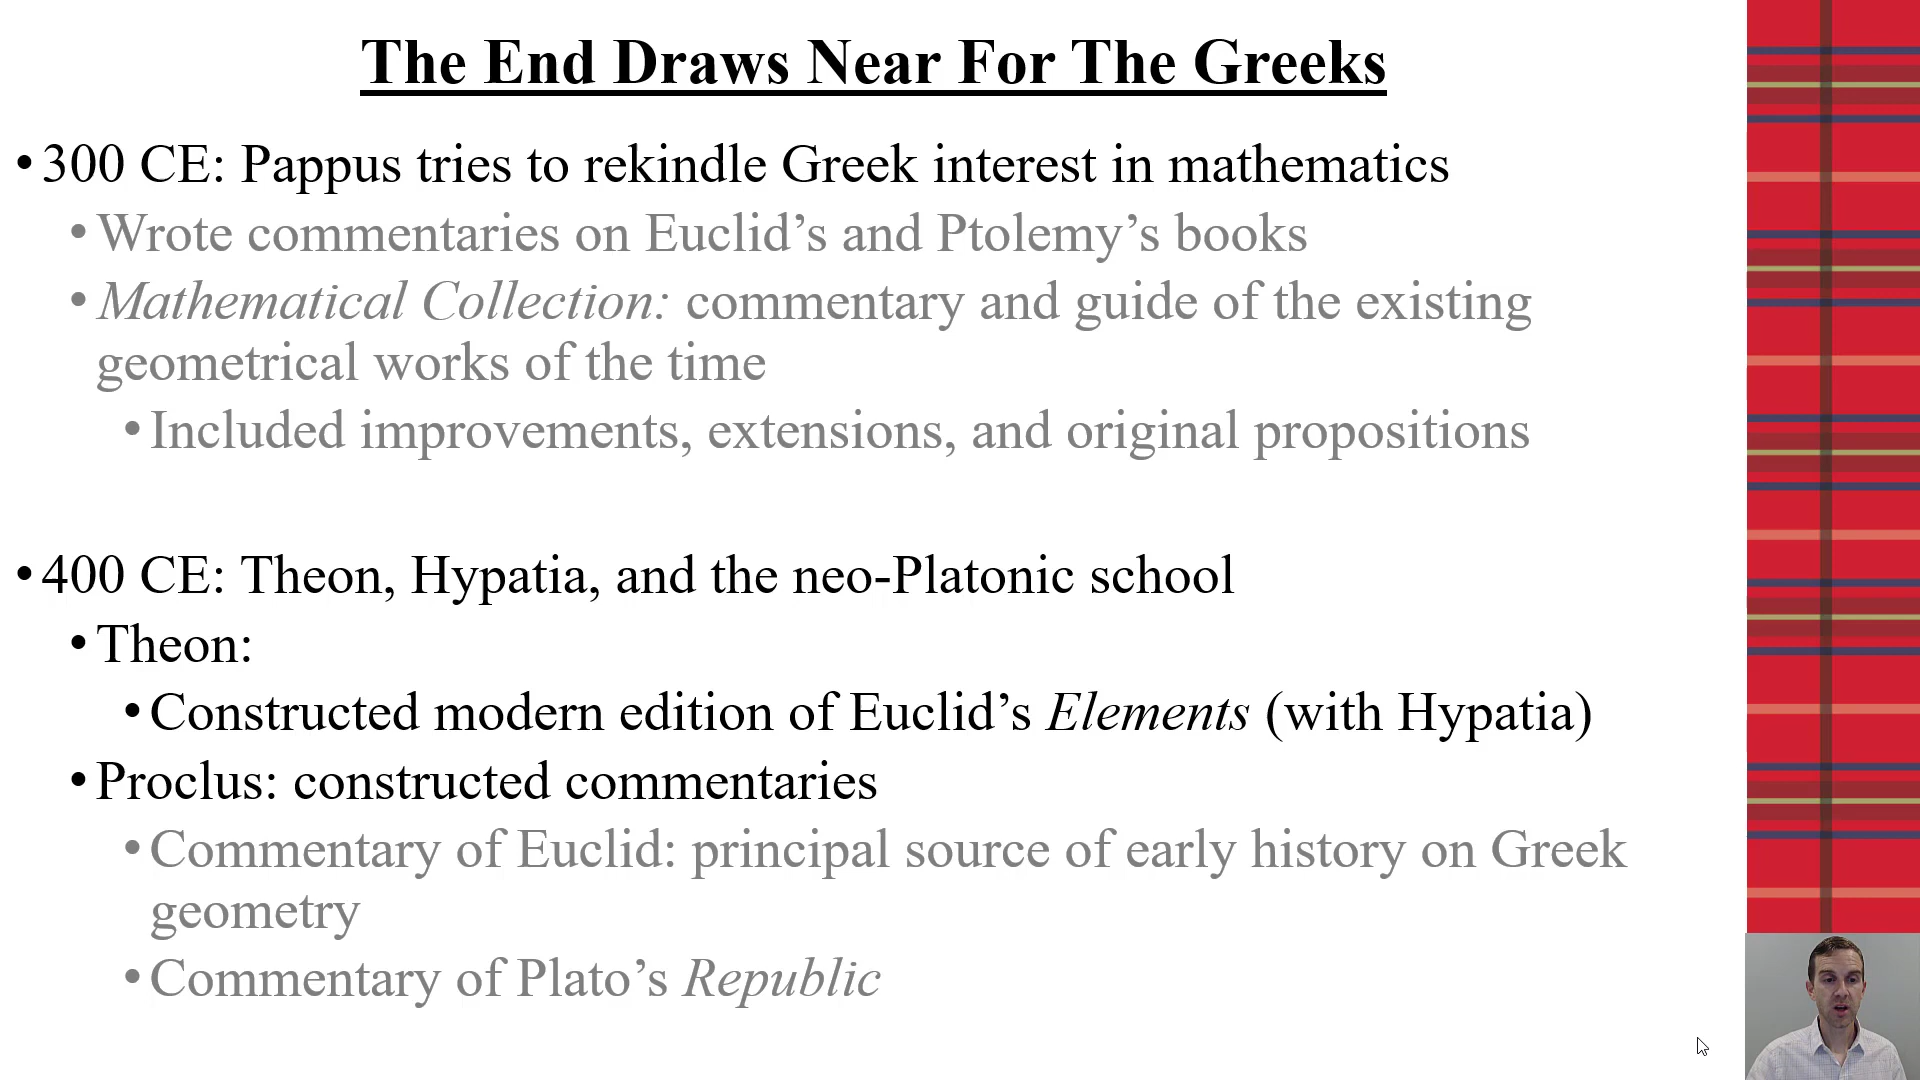 The End Draws Near For The Greeks
• 300 CE: Pappus tries to rekindle Greek interest in mathematics
• Wrote commentaries on Euclid’s and Ptolemy’s books
• Mathematical Collection: commentary and guide of the existing
geometrical works of the time
• Included improvements, extensions, and original propositions
• 400 CE: Theon, Hypatia, and the neo-Platonic school
• Theon:
• Constructed modern edition of Euclid’s Elements (with Hypatia)
• Proclus: constructed commentaries
• Commentary of Euclid: principal source of early history on Greek
geometry
• Commentary of Plato’s Republic